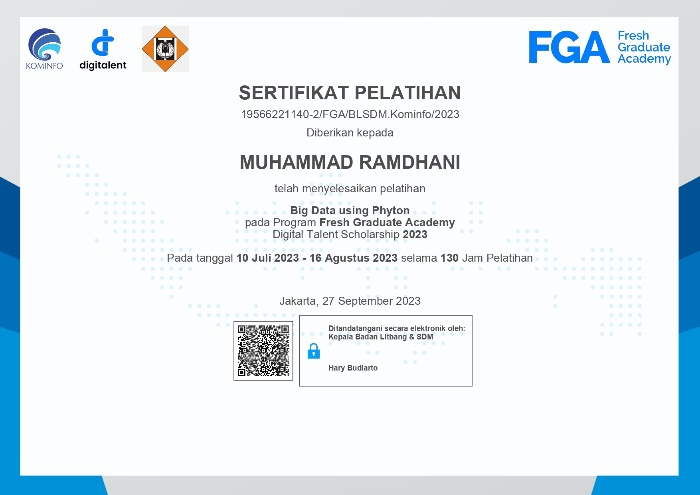 KOMINFO
digitalent
FGA
Fresh
Graduate
Academy
SERTIFIKAT PELATIHAN
19566221140-2/FGA/BLSDM.Kominfo/2023
Diberikan kepada
MUHAMMAD RAMDHANI
telah menyelesaikan pelatihan
Big Data using Phyton
pada Program Fresh Graduate Academy
Digital Talent Scholarship 2023
Pada tanggal 10 Juli 2023 - 16 Agustus 2023 selama 130 Jam Pelatihan
Jakarta, 27 September 2023
Ditandatangani secara elektronik oleh:
Kepala Badan Litbang & SDM
Hary Budiarto